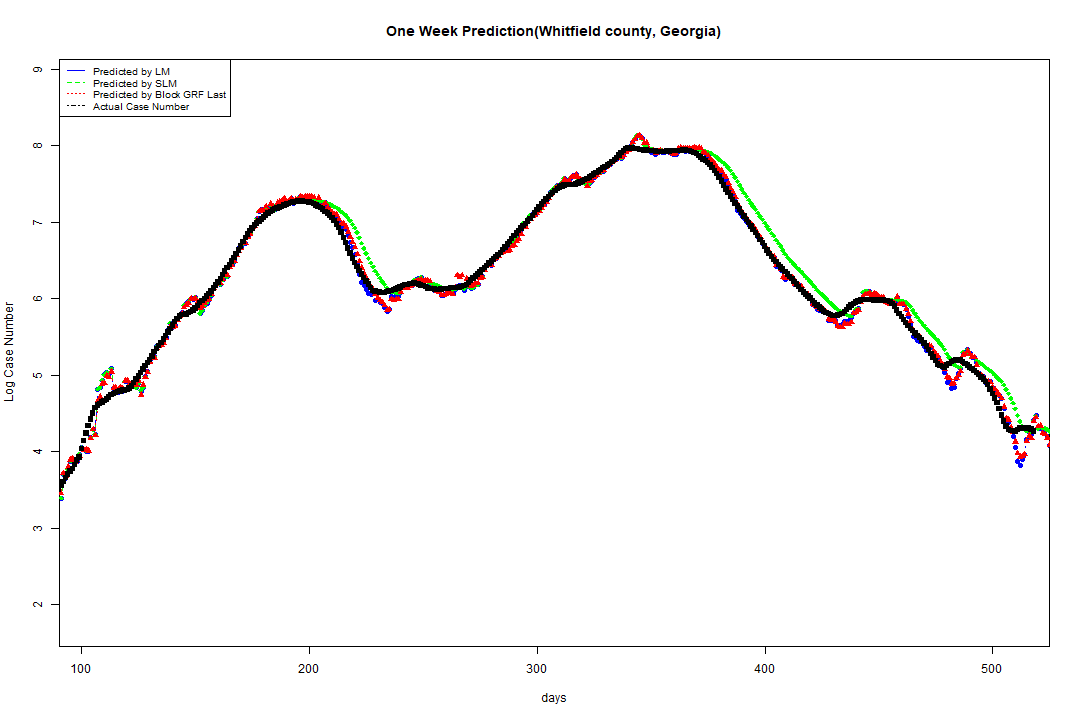 One Week Prediction(Whitfield county, Georgia)
Predicted by LM
Predicted by SLM
Predicted by Block GRF Last
Actual Case Number
9
8
7
6
5
4
3
2
Log Case Number
100 200 300 400 500
days